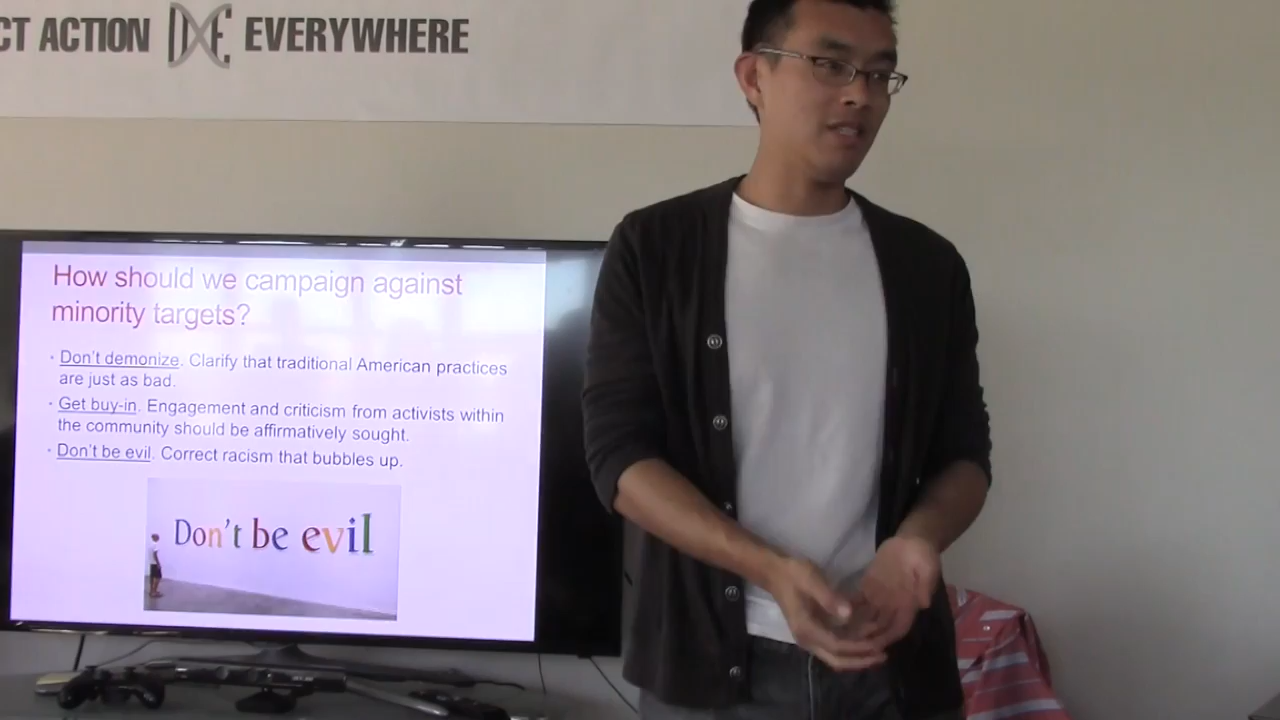 CT ACTION DXE EVERYWHERE
How should we campaign against
minority targets?
· Don't demonize. Clarify that traditional American practices
are just as bad.
· Get buy-in. Engagement and criticism from activists within
the community should be affirmatively sought.
· Don't be evil. Correct racism that bubbles up.
Don't be evil